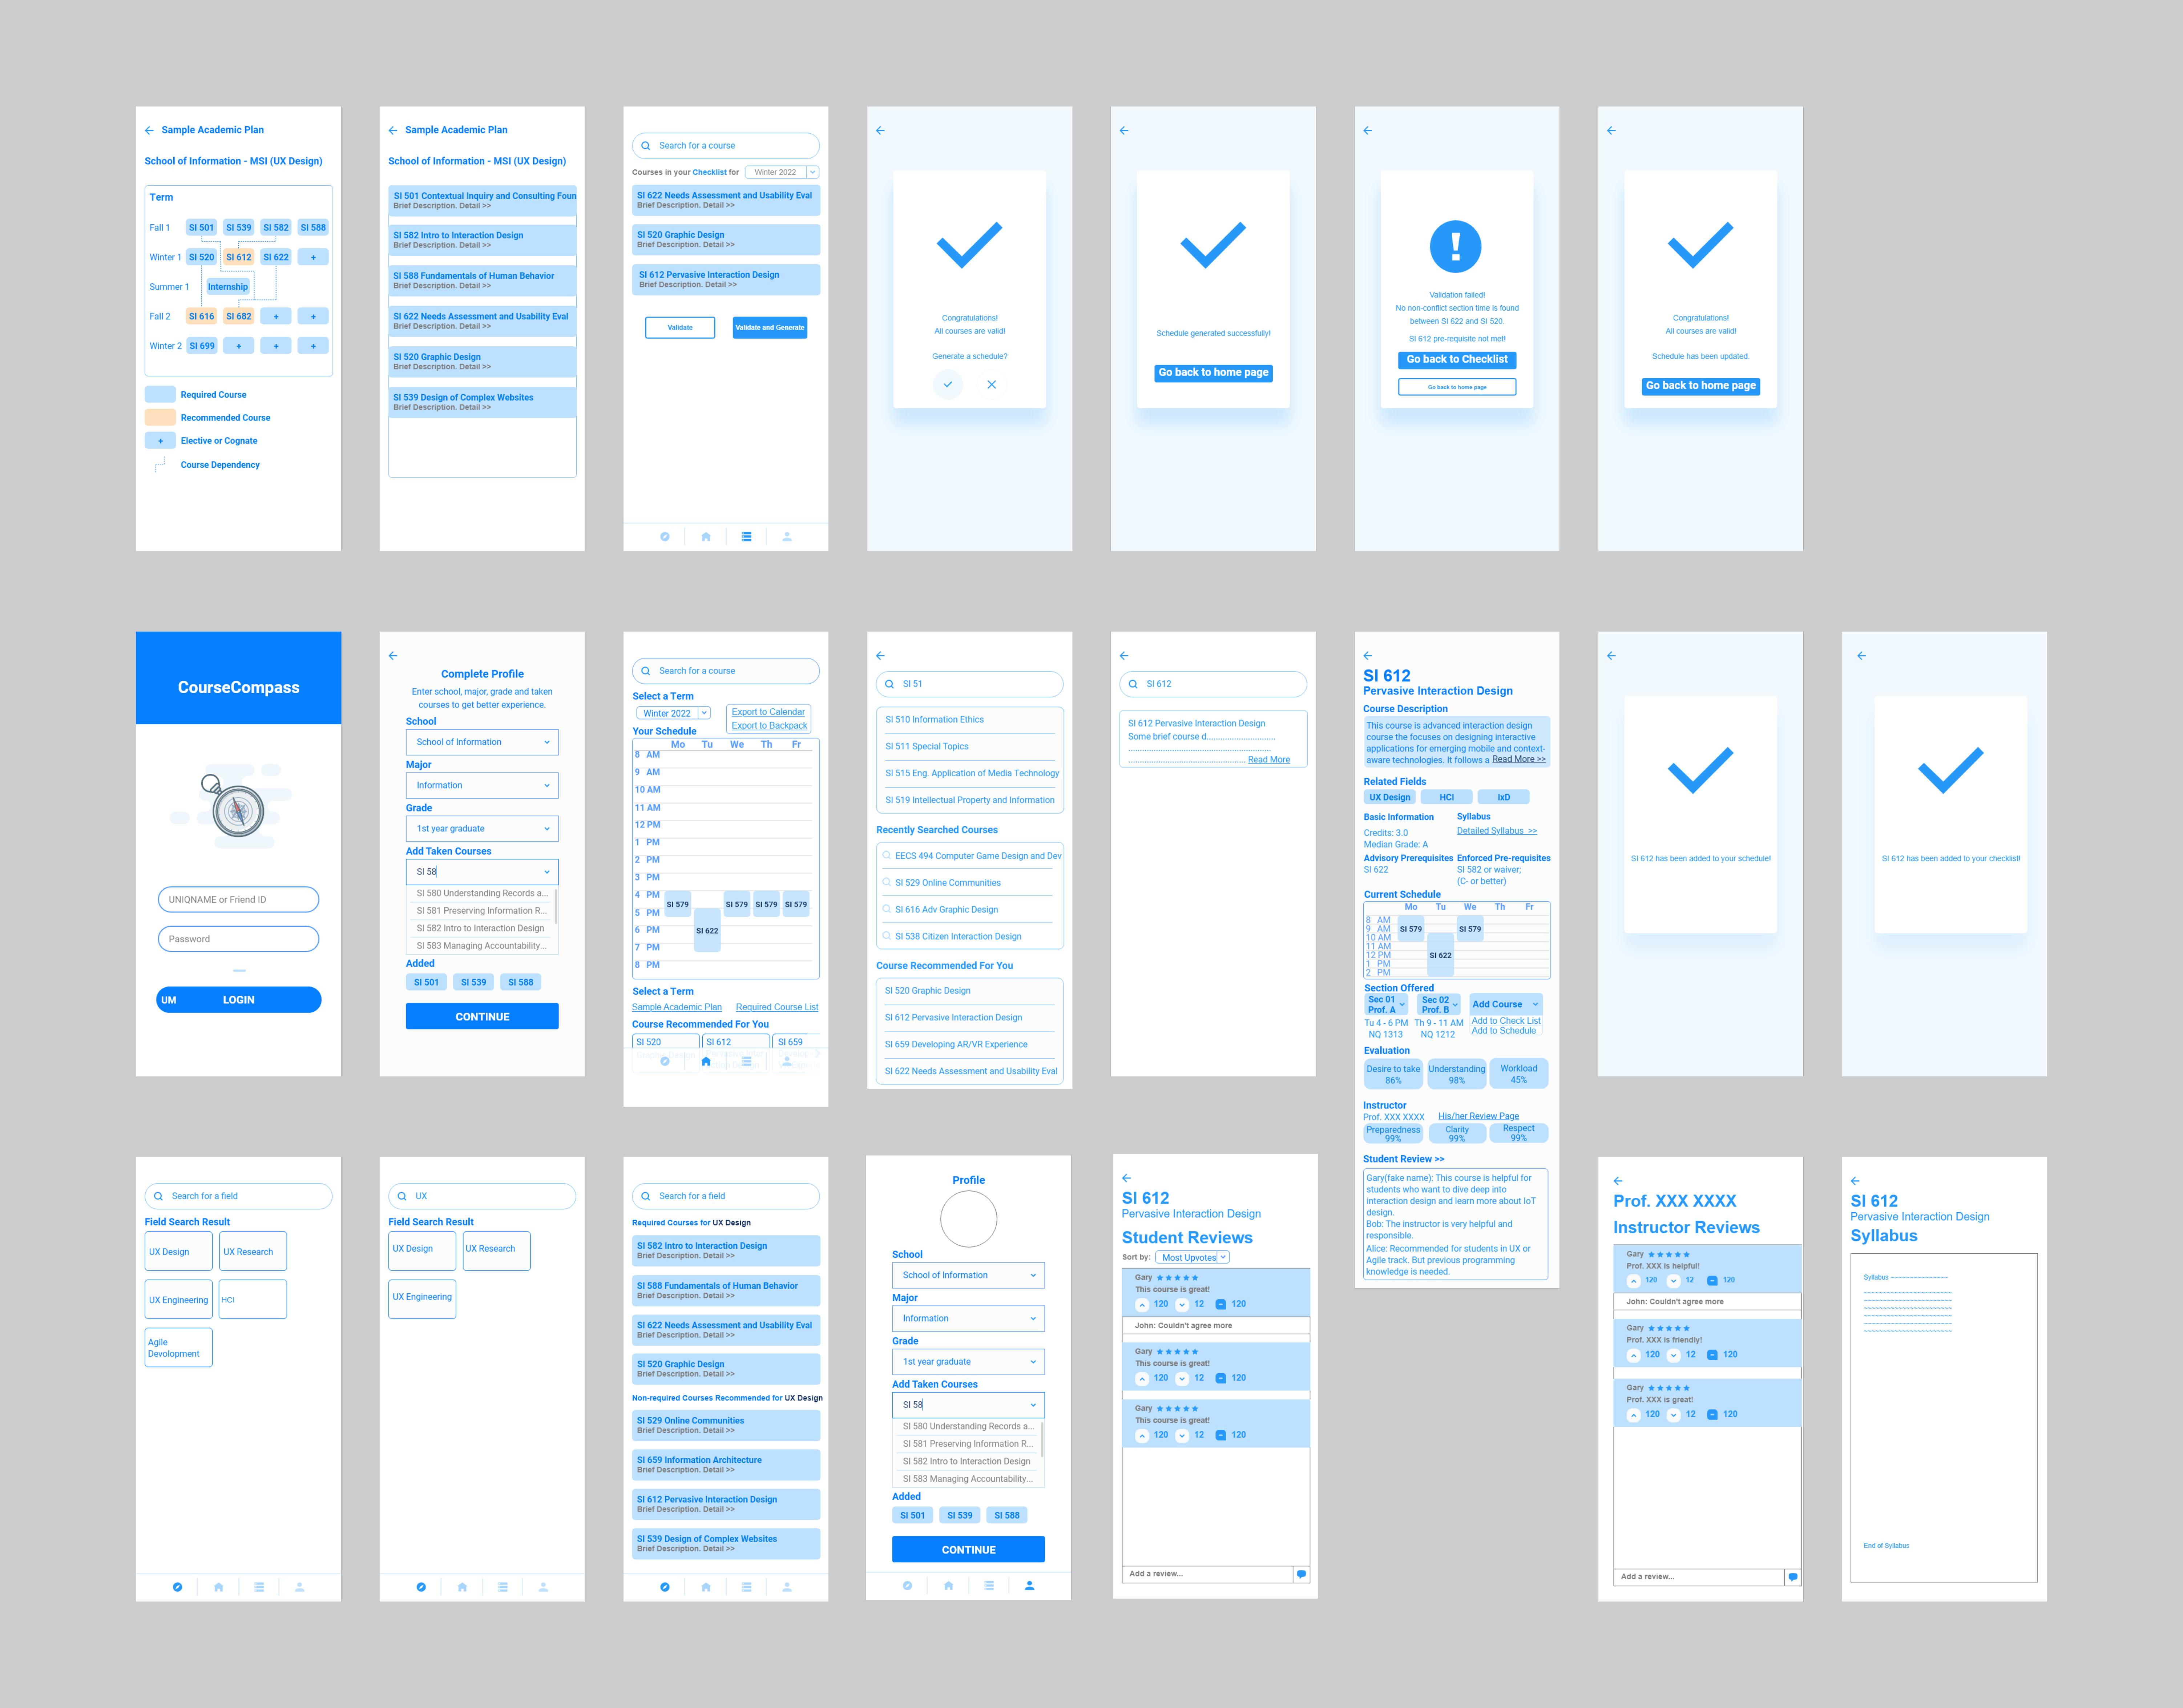 Sample Academic Plan
School of Information - MSI (UX Design)
Term
Fall 1 SI 501 SI 539 SI 582 SI 588
Winter 1 SI 520 SI 612 SI 622 +
Summer 1 Internship
Fall 2 SI 616 SI 682 + +
Winter 2 SI 699 + + +
Required Course
Recommended Course
+ Elective or Cognate
Course Dependency
Sample Academic Plan
School of Information - MSI (UX Design)
SI 501 Contextual Inquiry and Consulting Foun
Brief Description. Detail >>
SI 582 Intro to Interaction Design
Brief Description. Detail >>
SI 588 Fundamentals of Human Behavior
Brief Description. Detail >>
SI 622 Needs Assessment and Usability Eval
Brief Description. Detail >>
SI 520 Graphic Design
Brief Description. Detail >>
SI 539 Design of Complex Websites
Brief Description. Detail >>
Search for a course
Courses in your Checklist for Winter 2022
SI 622 Needs Assessment and Usability Eval
Brief Description. Detail >>
SI 520 Graphic Design
Brief Description. Detail >>
SI 612 Pervasive Interaction Design
Brief Description. Detail >>
Validate Validate and Generate
Congratulations!
All courses are valid!
Generate a schedule?
Schedule generated successfully!
Go back to home page
!
Validation failed!
No non-conflict section time is found
between SI 622 and SI 520.
SI 612 pre-requisite not met!
Go back to Checklist
Go back to home page
Congratulations!
All courses are valid!
Schedule has been updated.
Go back to home page
CourseCompass
UNIQNAME or Friend ID
Password
UM LOGIN
Complete Profile
Enter school, major, grade and taken
courses to get better experience.
School
School of Information
Major
Information
Grade
1st year graduate
Add Taken Courses
SI 58
SI 580 Understanding Records a...
SI 581 Preserving Information R...
SI 582 Intro to Interaction Design
SI 583 Managing Accountability...
Added
SI 501 SI 539 SI 588
CONTINUE
Search for a course
Select a Term
Winter 2022
Export to Calendar
Export to Backpack
Your Schedule
Mo Tu We Th Fr
8 AM
9 AM
10 AM
11 AM
12 PM
1 PM
2 PM
3 PM
4 PM
SI 579 SI 579 SI 579 SI 579
5 PM
6 PM SI 622
7 PM
8 PM
Select a Term
Sample Academic Plan Required Course List
Course Recommended For You
SI 520 SI 612 SI 659
SI 51
SI 510 Information Ethics
SI 511 Special Topics
SI 515 Eng. Application of Media Technology
SI 519 Intellectual Property and Information
Recently Searched Courses
EECS 494 Computer Game Design and Dev
SI 529 Online Communities
SI 616 Adv Graphic Design
SI 538 Citizen Interaction Design
Course Recommended For You
SI 520 Graphic Design
SI 612 Pervasive Interaction Design
SI 659 Developing AR/VR Experience
SI 622 Needs Assessment and Usability Eval
SI 612
SI 612 Pervasive Interaction Design
Some brief course d..............................
..............................................................
................................................... Read More
SI 612
Pervasive Interaction Design
Course Description
This course is advanced interaction design
course the focuses on designing interactive
applications for emerging mobile and context-
aware technologies. It follows a Read More >>
Related Fields
UX Design HCI IxD
Basic Information Syllabus
Credits: 3.0 Detailed Syllabus >>
Median Grade: A
Advisory Prerequisites Enforced Pre-requisites
SI 622 SI 582 or waiver;
(C- or better)
Current Schedule
Mo Tu We Th Fr
8 AM
9 AM SI 579 SI 579
10 AM
11 AM
12 PM SI 622
1 PM
2 PM
Section Offered
Sec 01 Sec 02 Add Course
Prof. A Prof. B
Tu 4 - 6 PM Th 9 - 11 AM Add to Check List
NQ 1313 NQ 1212 Add to Schedule
Evaluation
Desire to take Understanding Workload
86% 98% 45%
Instructor
Prof. XXX XXXX His/her Review Page
Preparedness Clarity Respect
99% 99% 99%
Student Review >>
Gary(fake name): This course is helpful for
students who want to dive deep into
interaction design and learn more about IoT
design.
Bob: The instructor is very helpful and
responsible.
Alice: Recommended for students in UX or
Agile track. But previous programming
knowledge is needed.
SI 612 has been added to your schedule!
SI 612 has been added to your checklist!
Search for a field
Field Search Result
UX Design UX Research
UX Engineering HCI
Agile
Devolopment
UX
Field Search Result
UX Design UX Research
UX Engineering
Search for a field
Required Courses for UX Design
SI 582 Intro to Interaction Design
Brief Description. Detail >>
SI 588 Fundamentals of Human Behavior
Brief Description. Detail >>
SI 622 Needs Assessment and Usability Eval
Brief Description. Detail >>
SI 520 Graphic Design
Brief Description. Detail >>
Non-required Courses Recommended for UX Design
SI 529 Online Communities
Brief Description. Detail >>
SI 659 Information Architecture
Brief Description. Detail >>
SI 612 Pervasive Interaction Design
Brief Description. Detail >>
SI 539 Design of Complex Websites
Brief Description. Detail >>
Profile
School
School of Information
Major
Information
Grade
1st year graduate
Add Taken Courses
SI 58
SI 580 Understanding Records a...
SI 581 Preserving Information R...
SI 582 Intro to Interaction Design
SI 583 Managing Accountability...
Added
SI 501 SI 539 SI 588
CONTINUE
SI 612
Pervasive Interaction Design
Student Reviews
Sort by: Most Upvotes
Gary
This course is great!
120 12 120
John: Couldn't agree more
Gary
This course is great!
120 12 120
Gary
This course is great!
120 12 120
Add a review...
Prof. XXX XXXX
Instructor Reviews
Gary
Prof. XXX is helpful!
120 12 120
John: Couldn't agree more
Gary
Prof. XXX is friendly!
120 12 120
Gary
Prof. XXX is great!
120 12 120
Add a review...
SI 612
Pervasive Interaction Design
Syllabus
Syllabus ~~~~~~~~~~~~~~~
End of Syllabus